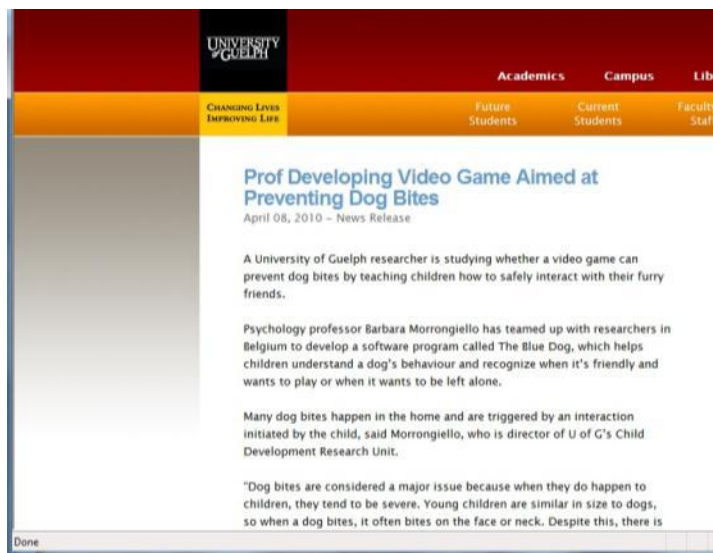 UNIVERSITY
of GUELPH
Academics Campus Lib
CHANGING LIVES
IMPROVING LIFE
Future Students
Current Students
Faculty
Staf
Prof Developing Video Game Aimed at
Preventing Dog Bites
April 08, 2010 – News Release
A University of Guelph researcher is studying whether a video game can
prevent dog bites by teaching children how to safely interact with their furry
friends.
Psychology professor Barbara Morrongiello has teamed up with researchers in
Belgium to develop a software program called The Blue Dog, which helps
children understand a dog's behaviour and recognize when it's friendly and
wants to play or when it wants to be left alone.
Many dog bites happen in the home and are triggered by an interaction
initiated by the child, said Morrongiello, who is director of U of G's Child
Development Research Unit.
"Dog bites are considered a major issue because when they do happen to
children, they tend to be severe. Young children are similar in size to dogs,
so when a dog bites, it often bites on the face or neck. Despite this, there is
Done